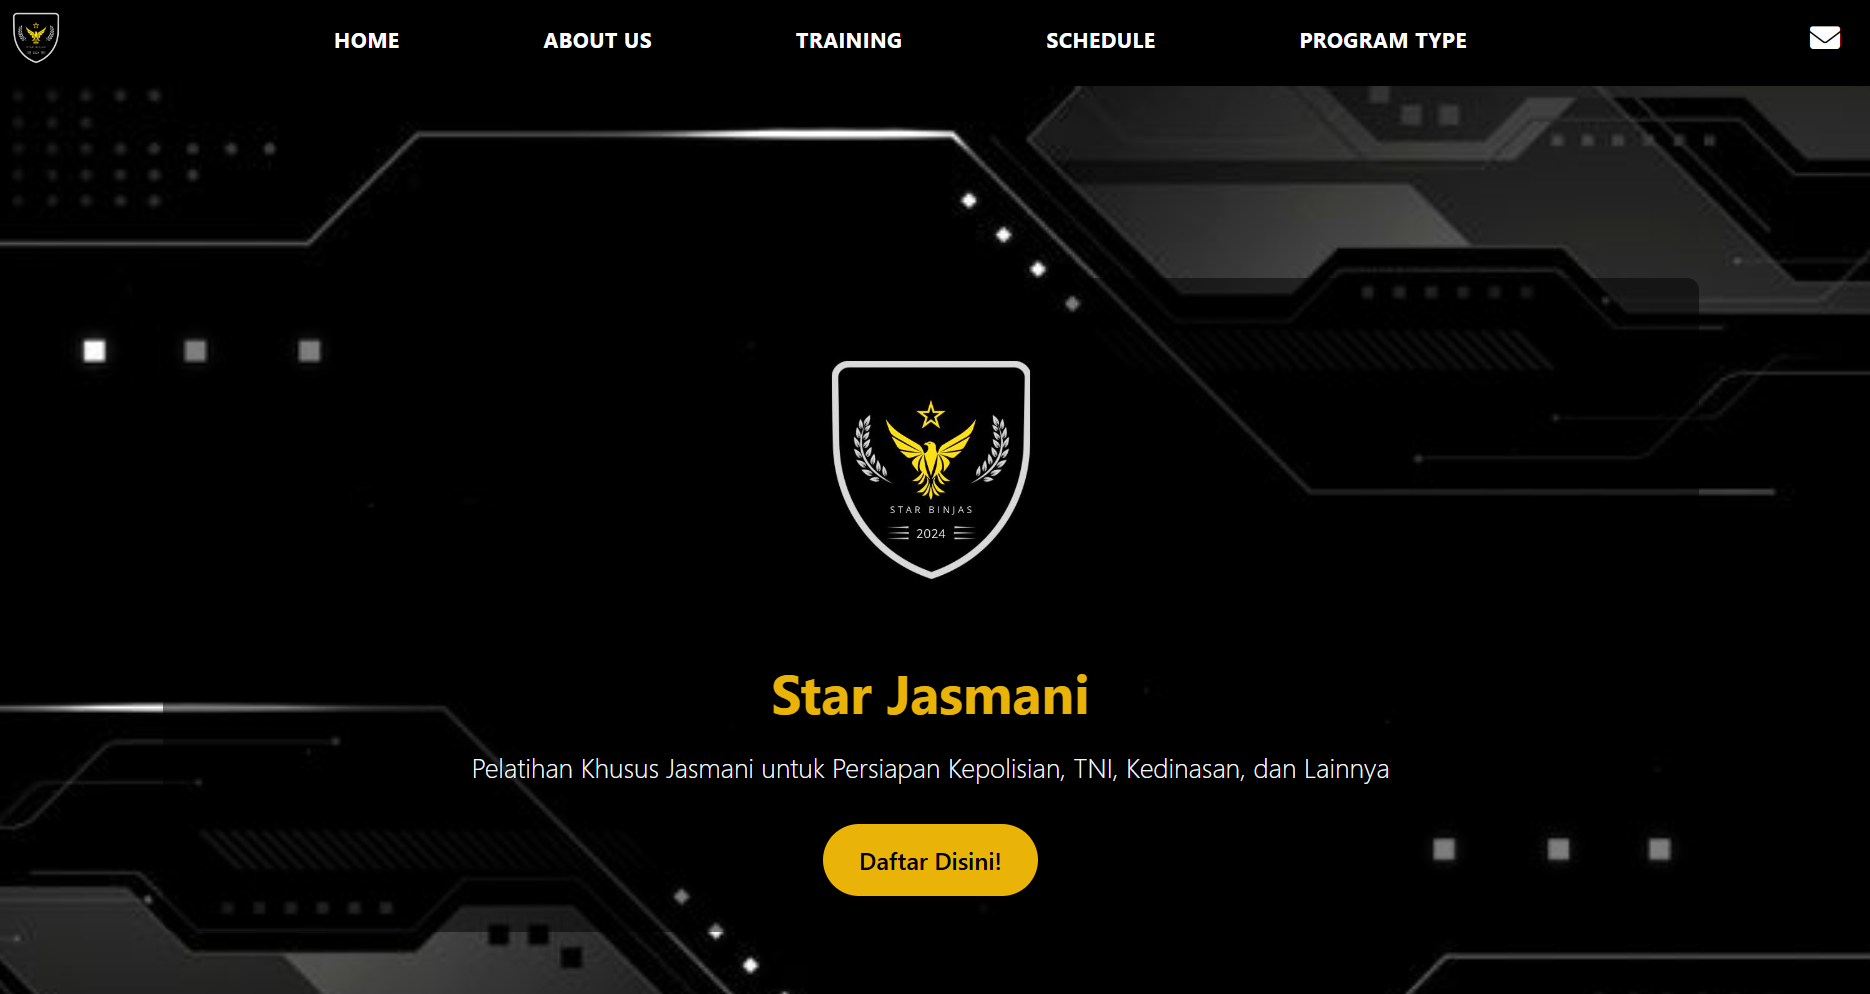 HOME
ABOUT US
TRAINING
SCHEDULE
PROGRAM TYPE
STAR BINJAS
2024
Star Jasmani
Pelatihan Khusus Jasmani untuk Persiapan Kepolisian, TNI, Kedinasan, dan Lainnya
Daftar Disini!